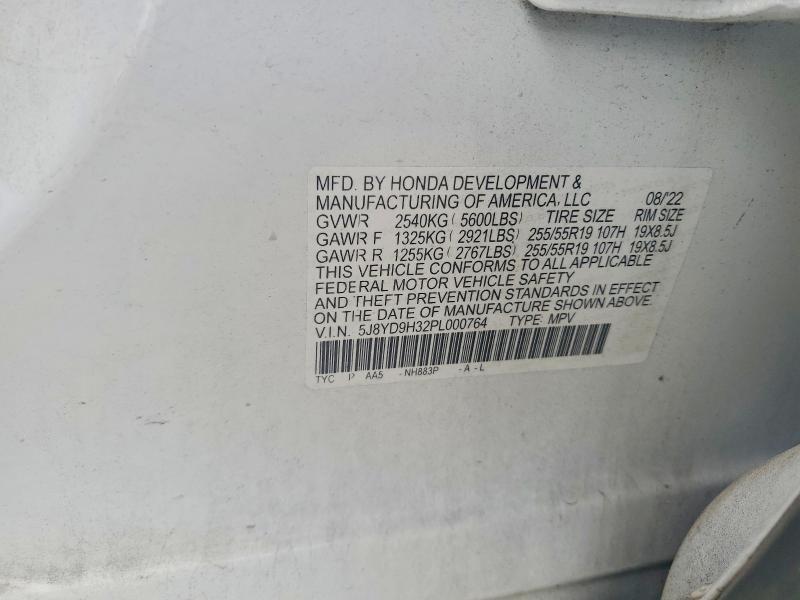 MFD. BY HONDA DEVELOPMENT &
MANUFACTURING OF AMERICA, LLC 08/'22
GVWR 2540KG ( 5600LBS) TIRE SIZE RIM SIZE
GAWR F 1325KG ( 2921LBS) 255/55R19 107H 19X8.5J
GAWR R 1255KG ( 2767LBS) 255/55R19 107H 19X8.5J
THIS VEHICLE CONFORMS TO ALL APPLICABLE
FEDERAL MOTOR VEHICLE SAFETY
AND THEFT PREVENTION STANDARDS IN EFFECT
ON THE DATE OF MANUFACTURE SHOWN ABOVE.
V.I.N. 5J8YD9H32PL000764 TYPE: MPV
TYC P AA5 - NH883P - A - L